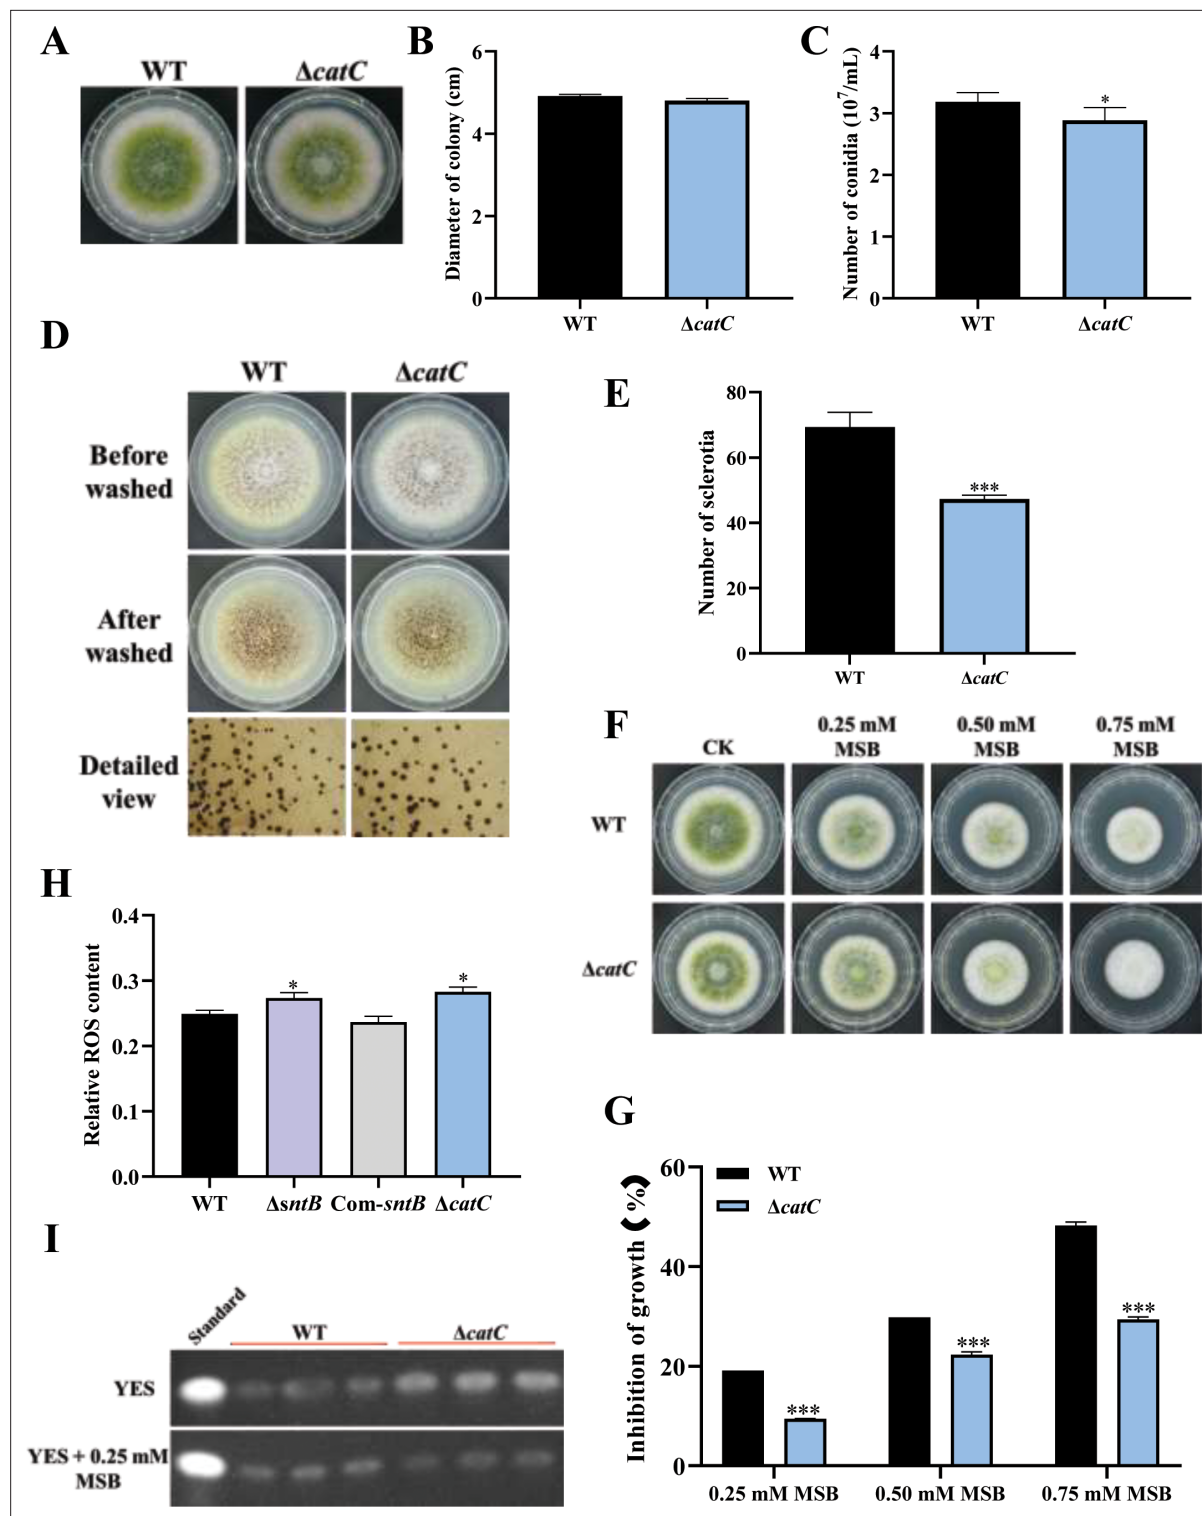 A
WT
ΔcatC
B
Diameter of colony (cm)
6
4
2
0
WT
ΔcatC
C
Number of conidia (10⁷/mL)
4
3
2
1
0
*
WT
ΔcatC
D
WT
ΔcatC
Before
washed
After
washed
Detailed
view
E
Number of sclerotia
80
60
40
20
0
***
WT
ΔcatC
F
CK
0.25 mM
MSB
0.50 mM
MSB
0.75 mM
MSB
WT
ΔcatC
H
Relative ROS content
0.4
0.3
0.2
0.1
0.0
*
*
WT
ΔsntB
Com-sntB
ΔcatC
G
Inhibition of growth (%)
60
40
20
0
WT
ΔcatC
***
***
***
0.25 mM MSB
0.50 mM MSB
0.75 mM MSB
I
Standard
WT
ΔcatC
YES
YES + 0.25 mM
MSB